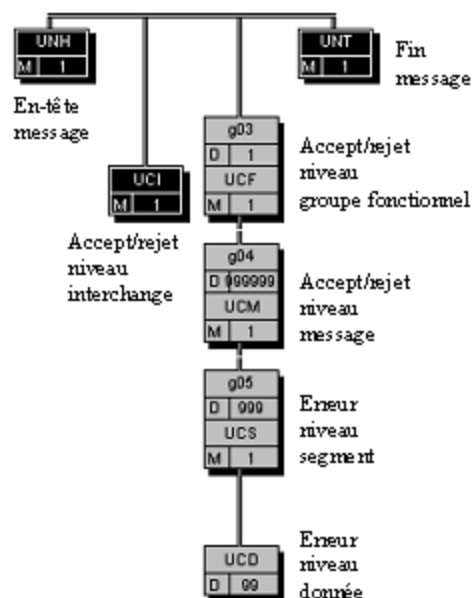 UNH
M 1
En-tête
message
UCI
M 1
Accept/rejet
niveau
interchange
g03
D 1
UCF
M 1
Accept/rejet
niveau
groupe fonctionnel
g04
D 999999
UCM
M 1
Accept/rejet
niveau
message
g05
D 999
UCS
M 1
Erreur
niveau
segment
UCD
D 99
Erreur
niveau
donnée
UNT
M 1
Fin
message